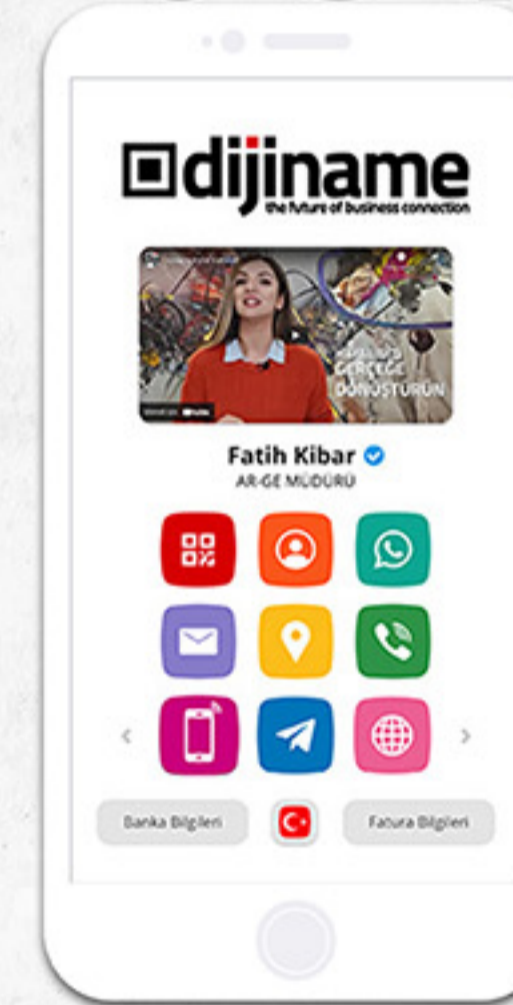 dijiname
the future of business connection
GERÇEĞE
DÖNÜŞTÜRÜN
Fatih Kibar
AR-GE MÜDÜRÜ
Banka Bilgileri
Fatura Bilgileri